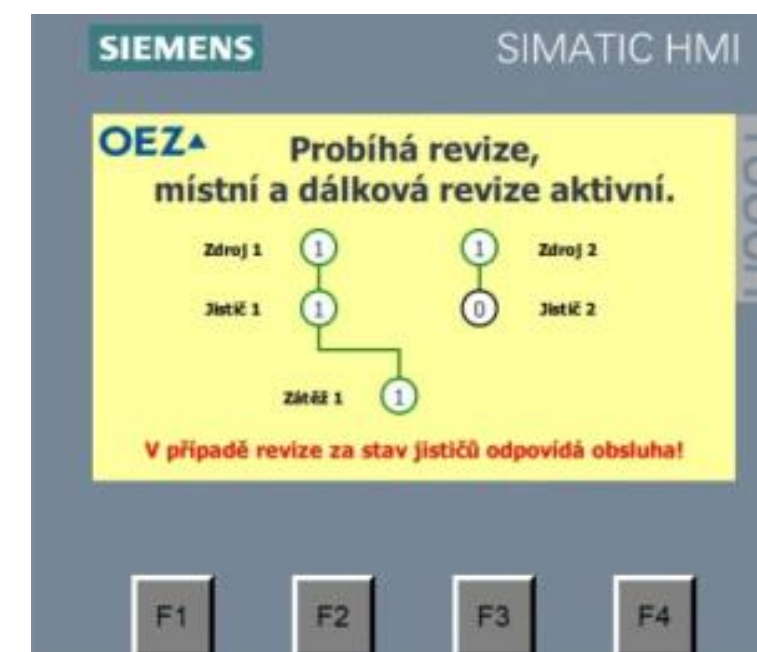 SIEMENS
SIMATIC HMI
TOUCH
OEZ
Probíhá revize,
místní a dálková revize aktivní.
Zdroj 1 1 1 Zdroj 2
Jistič 1 1 0 Jistič 2
Zátěž 1 1
V případě revize za stav jističů odpovídá obsluha!
F1 F2 F3 F4